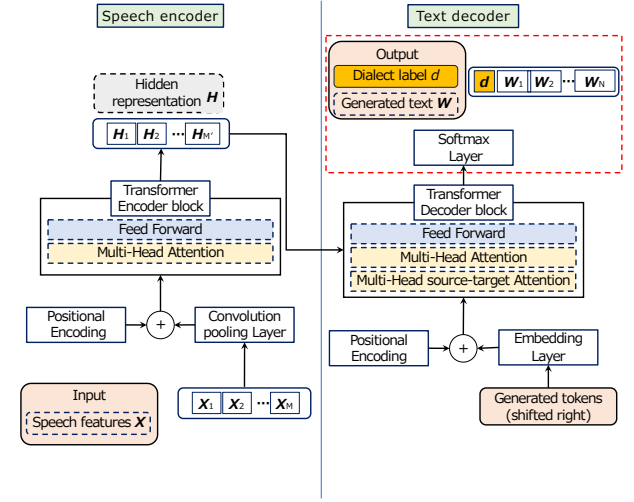 Speech encoder
Hidden
representation H
H1 H2 ··· HM′
Transformer
Encoder block
Feed Forward
Multi-Head Attention
Positional
Encoding
+
Convolution
pooling Layer
Input
Speech features X
X1 X2 ··· XM
Text decoder
Output
Dialect label d
Generated text W
d W1 W2 ··· WN
Softmax
Layer
Transformer
Decoder block
Feed Forward
Multi-Head Attention
Multi-Head source-target Attention
Positional
Encoding
+
Embedding
Layer
Generated tokens
(shifted right)